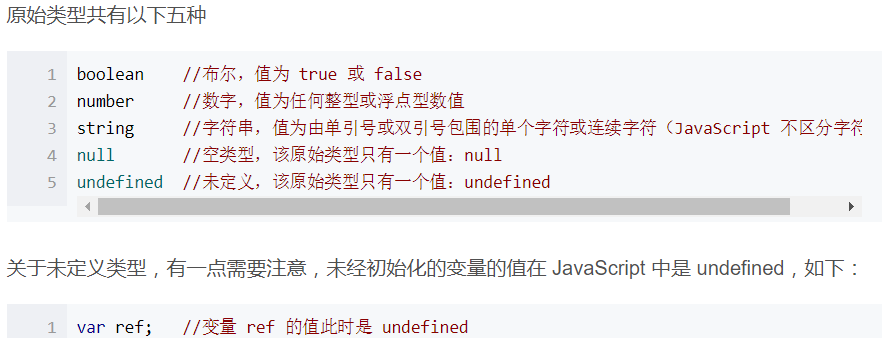 原始类型共有以下五种
1 boolean //布尔，值为 true 或 false
2 number //数字，值为任何整型或浮点型数值
3 string //字符串，值为由单引号或双引号包围的单个字符或连续字符（JavaScript 不区分字符
4 null //空类型，该原始类型只有一个值：null
5 undefined //未定义，该原始类型只有一个值：undefined
关于未定义类型，有一点需要注意，未经初始化的变量的值在 JavaScript 中是 undefined，如下：
1 var ref; //变量 ref 的值此时是 undefined